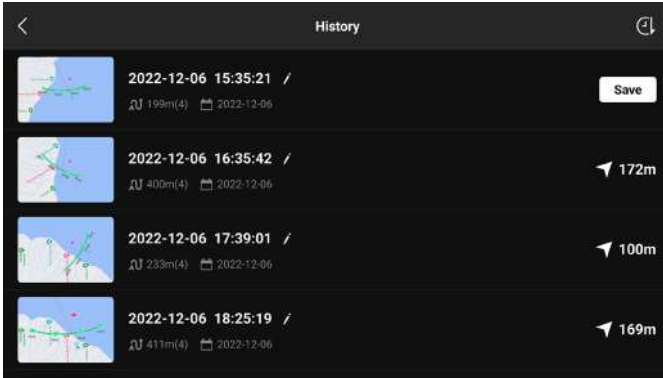 History
2022-12-06 15:35:21
199m(4) 2022-12-06
Save
2022-12-06 16:35:42
400m(4) 2022-12-06
172m
2022-12-06 17:39:01
233m(4) 2022-12-06
100m
2022-12-06 18:25:19
411m(4) 2022-12-06
169m